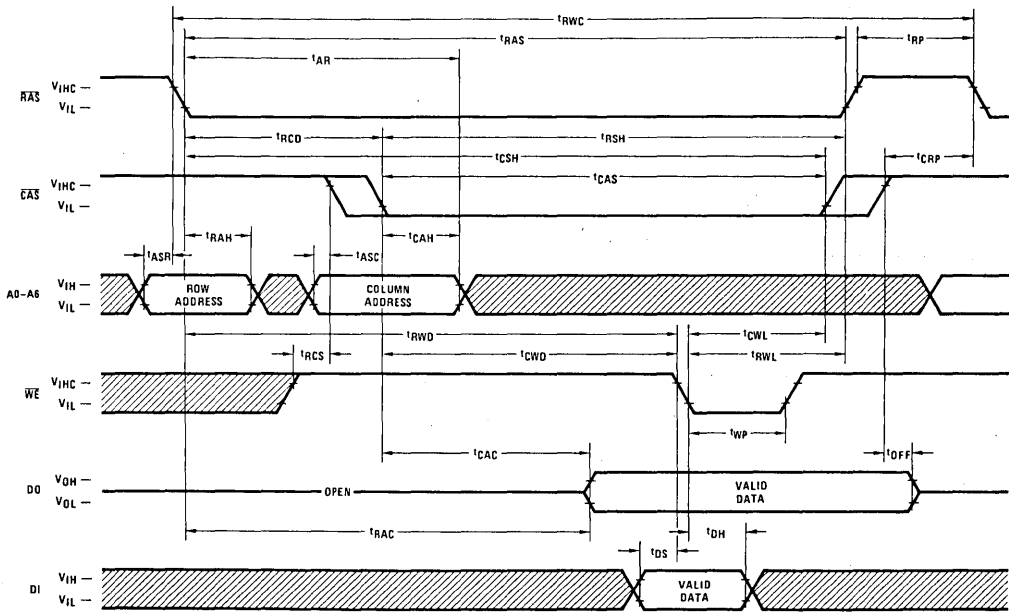 tRWC
tRAS
tRP
tAR
RAS
VIHC
VIL
tRCD
tRSH
tCSH
tCRP
CAS
VIHC
VIL
tCAS
tRAH
tCAH
tASR
tASC
A0-A6
VIH
VIL
ROW
ADDRESS
COLUMN
ADDRESS
tRWD
tCWL
tRCS
tCWD
tRWL
WE
VIHC
VIL
tWP
tCAC
tOFF
DO
VOH
VOL
OPEN
VALID
DATA
tRAC
tDH
tDS
DI
VIH
VIL
VALID
DATA